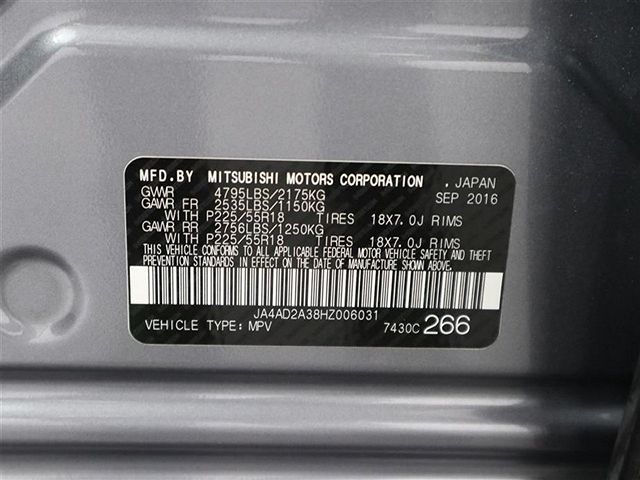 MFD.BY MITSUBISHI MOTORS CORPORATION , JAPAN
GWWR 4795LBS/2175KG SEP 2016
GAWR FR 2535LBS/1150KG
WITH P225/55R18 TIRES 18X7.0J RIMS
GAWR RR 2756LBS/1250KG
WITH P225/55R18 TIRES 18X7.0J RIMS
THIS VEHICLE CONFORMS TO ALL APPLICABLE FEDERAL MOTOR VEHICLE SAFETY AND THEFT
PREVENTION STANDARDS IN EFFECT ON THE DATE OF MANUFACTURE SHOWN ABOVE.
JA4AD2A38HZ006031
VEHICLE TYPE: MPV 7430C 266